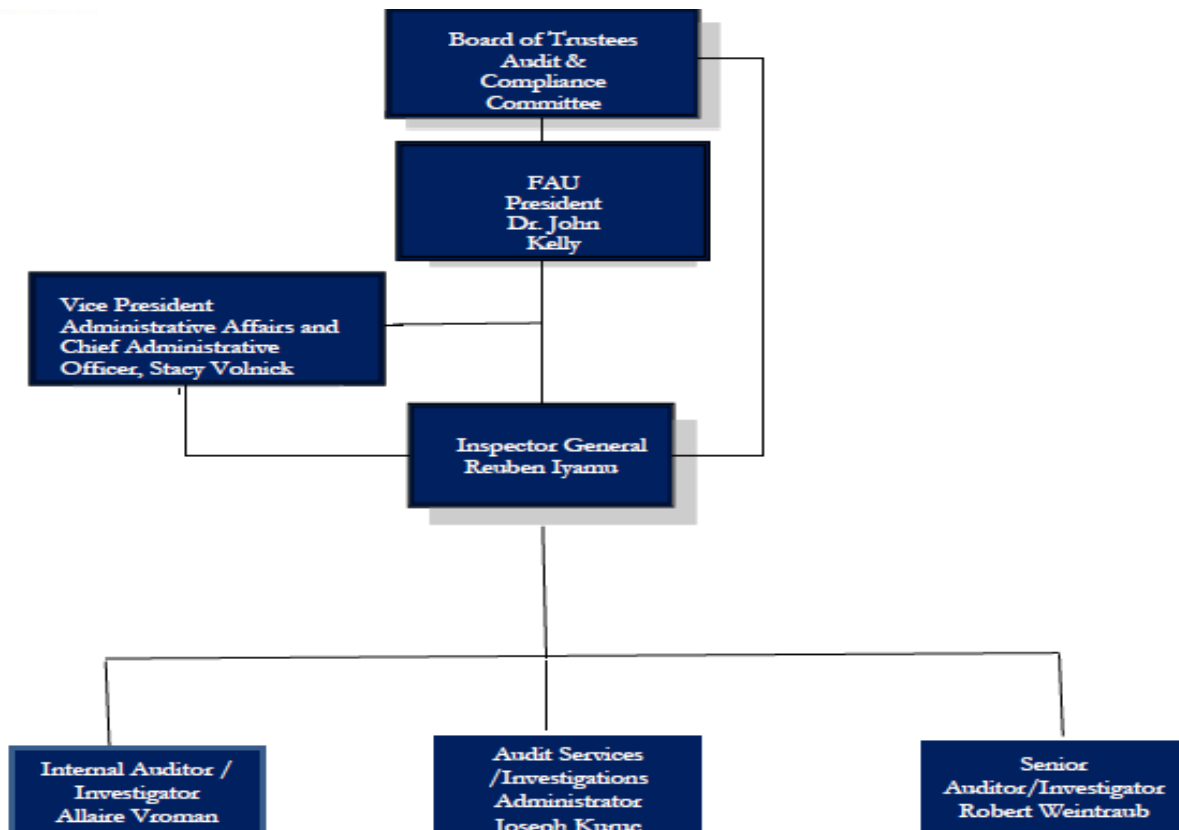 Board of Trustees
Audit &
Compliance
Committee
FAU
President
Dr. John
Kelly
Vice President
Administrative Affairs and
Chief Administrative
Officer, Stacy Volnick
Inspector General
Reuben Iyamu
Internal Auditor /
Investigator
Allaire Vroman
Audit Services
/Investigations
Administrator
Joseph
Senior
Auditor/Investigator
Robert Weintraub